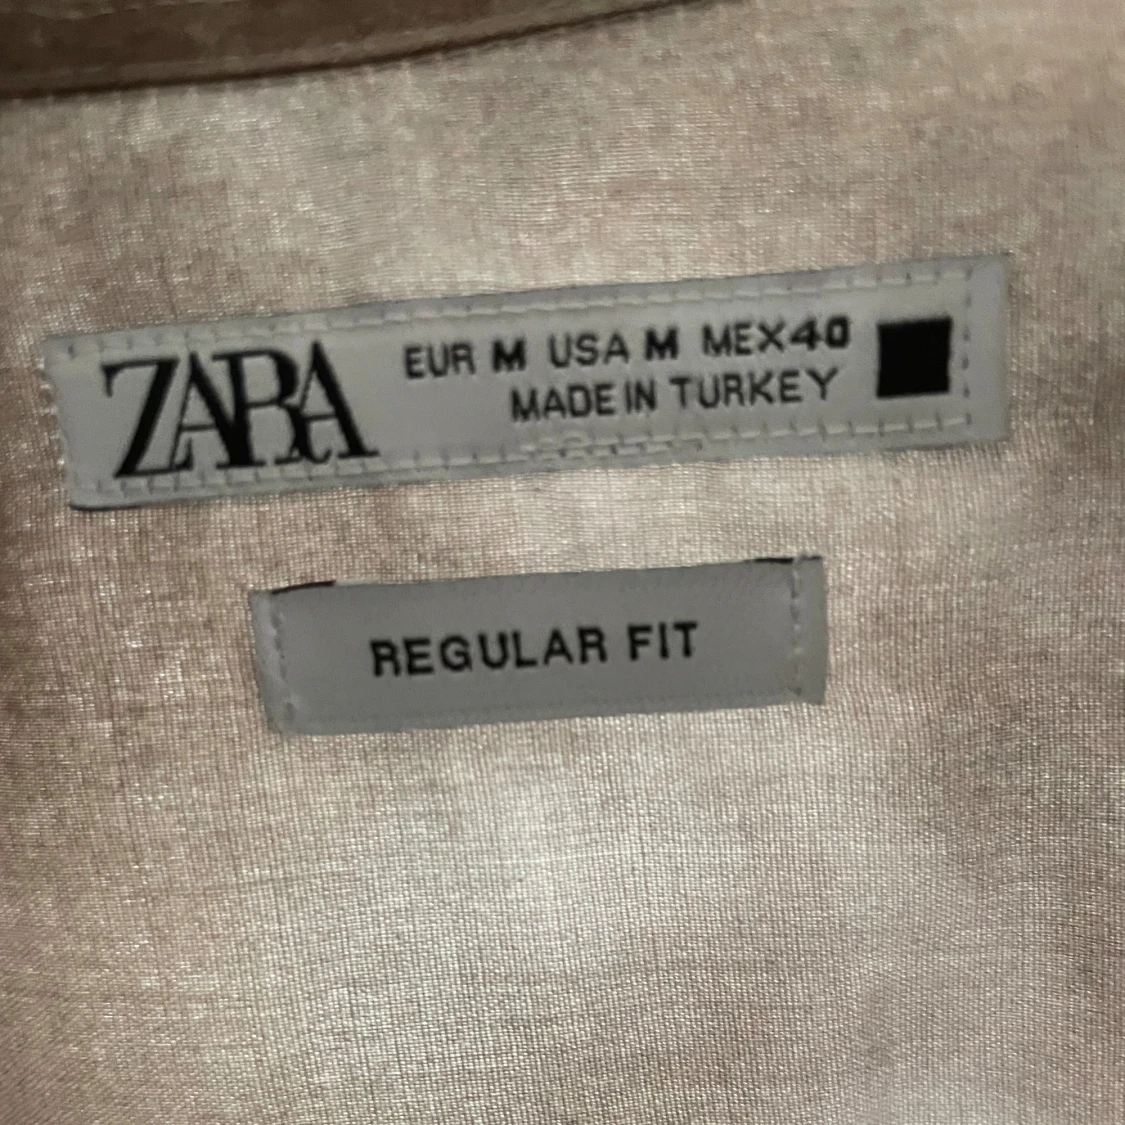 ZARA
EUR M USA M MEX40
MADE IN TURKEY
REGULAR FIT